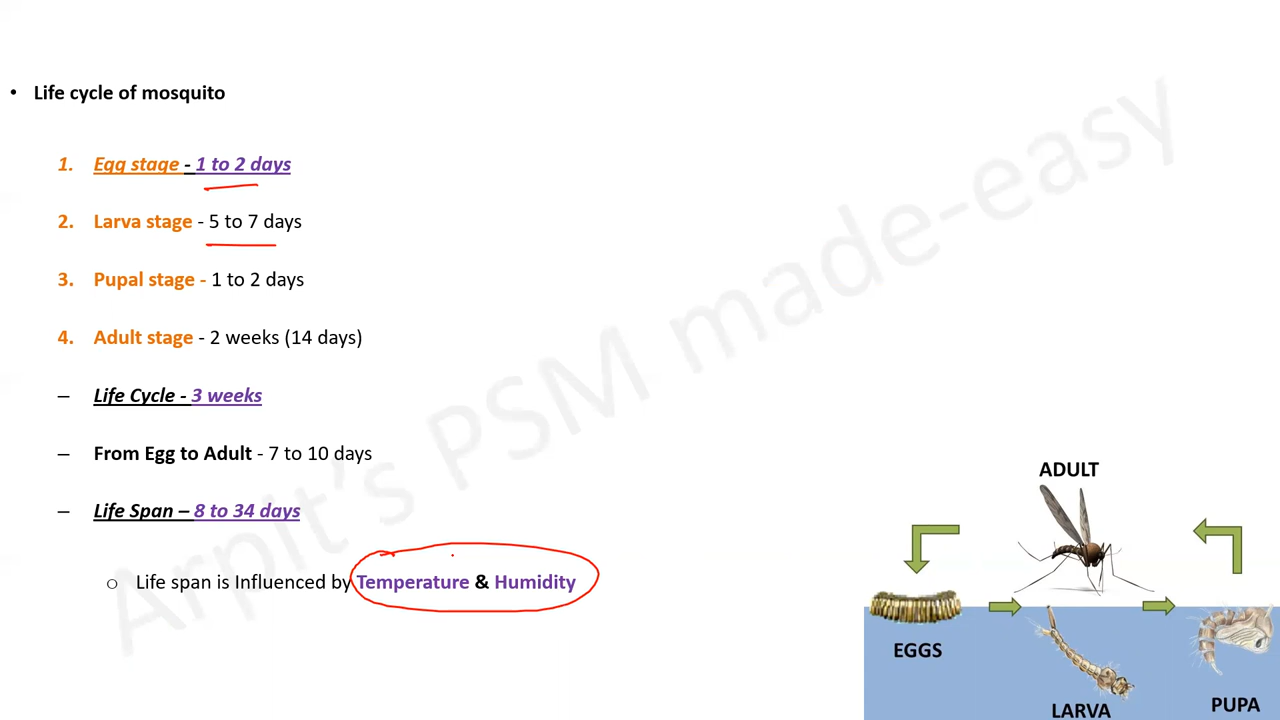 • Life cycle of mosquito
1. Egg stage - 1 to 2 days
2. Larva stage - 5 to 7 days
3. Pupal stage - 1 to 2 days
4. Adult stage - 2 weeks (14 days)
– Life Cycle - 3 weeks
– From Egg to Adult - 7 to 10 days
– Life Span – 8 to 34 days
o Life span is Influenced by Temperature & Humidity
Arpit's PSM made-easy
ADULT
EGGS
LARVA
PUPA